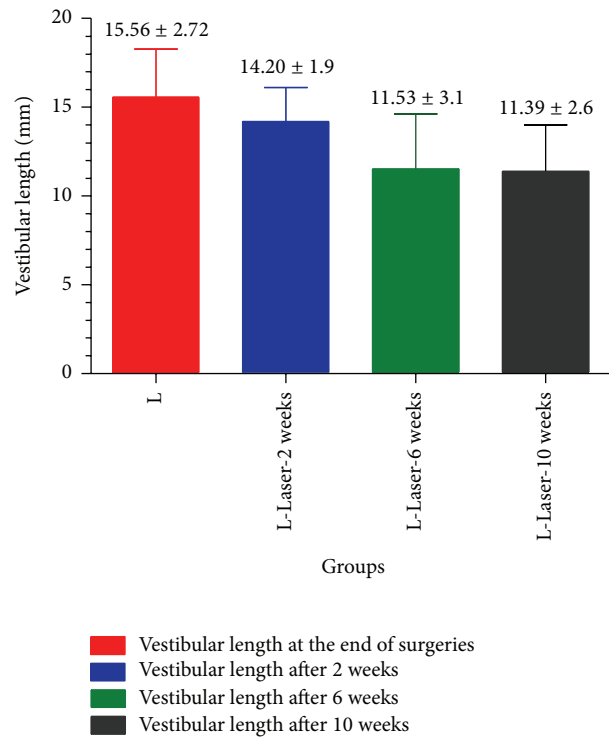 20
15
10
5
0
Vestibular length (mm)
15.56 ± 2.72
14.20 ± 1.9
11.53 ± 3.1
11.39 ± 2.6
L
L-Laser-2 weeks
L-Laser-6 weeks
L-Laser-10 weeks
Groups
Vestibular length at the end of surgeries
Vestibular length after 2 weeks
Vestibular length after 6 weeks
Vestibular length after 10 weeks